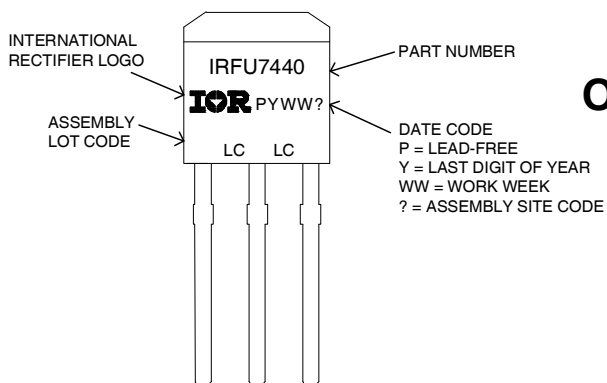 INTERNATIONAL
RECTIFIER LOGO
ASSEMBLY
LOT CODE
IRFU7440
IOR PYWW?
LC LC
PART NUMBER
DATE CODE
P = LEAD-FREE
Y = LAST DIGIT OF YEAR
WW = WORK WEEK
? = ASSEMBLY SITE CODE
O